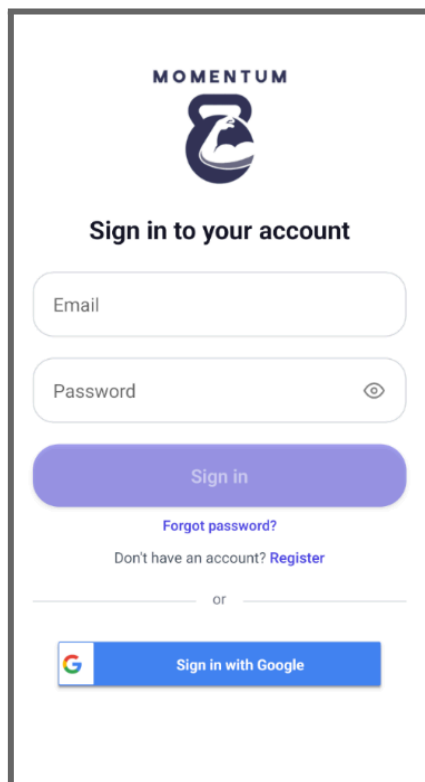 MOMENTUM
Sign in to your account
Email
Password
Sign in
Forgot password?
Don't have an account? Register
or
Sign in with Google